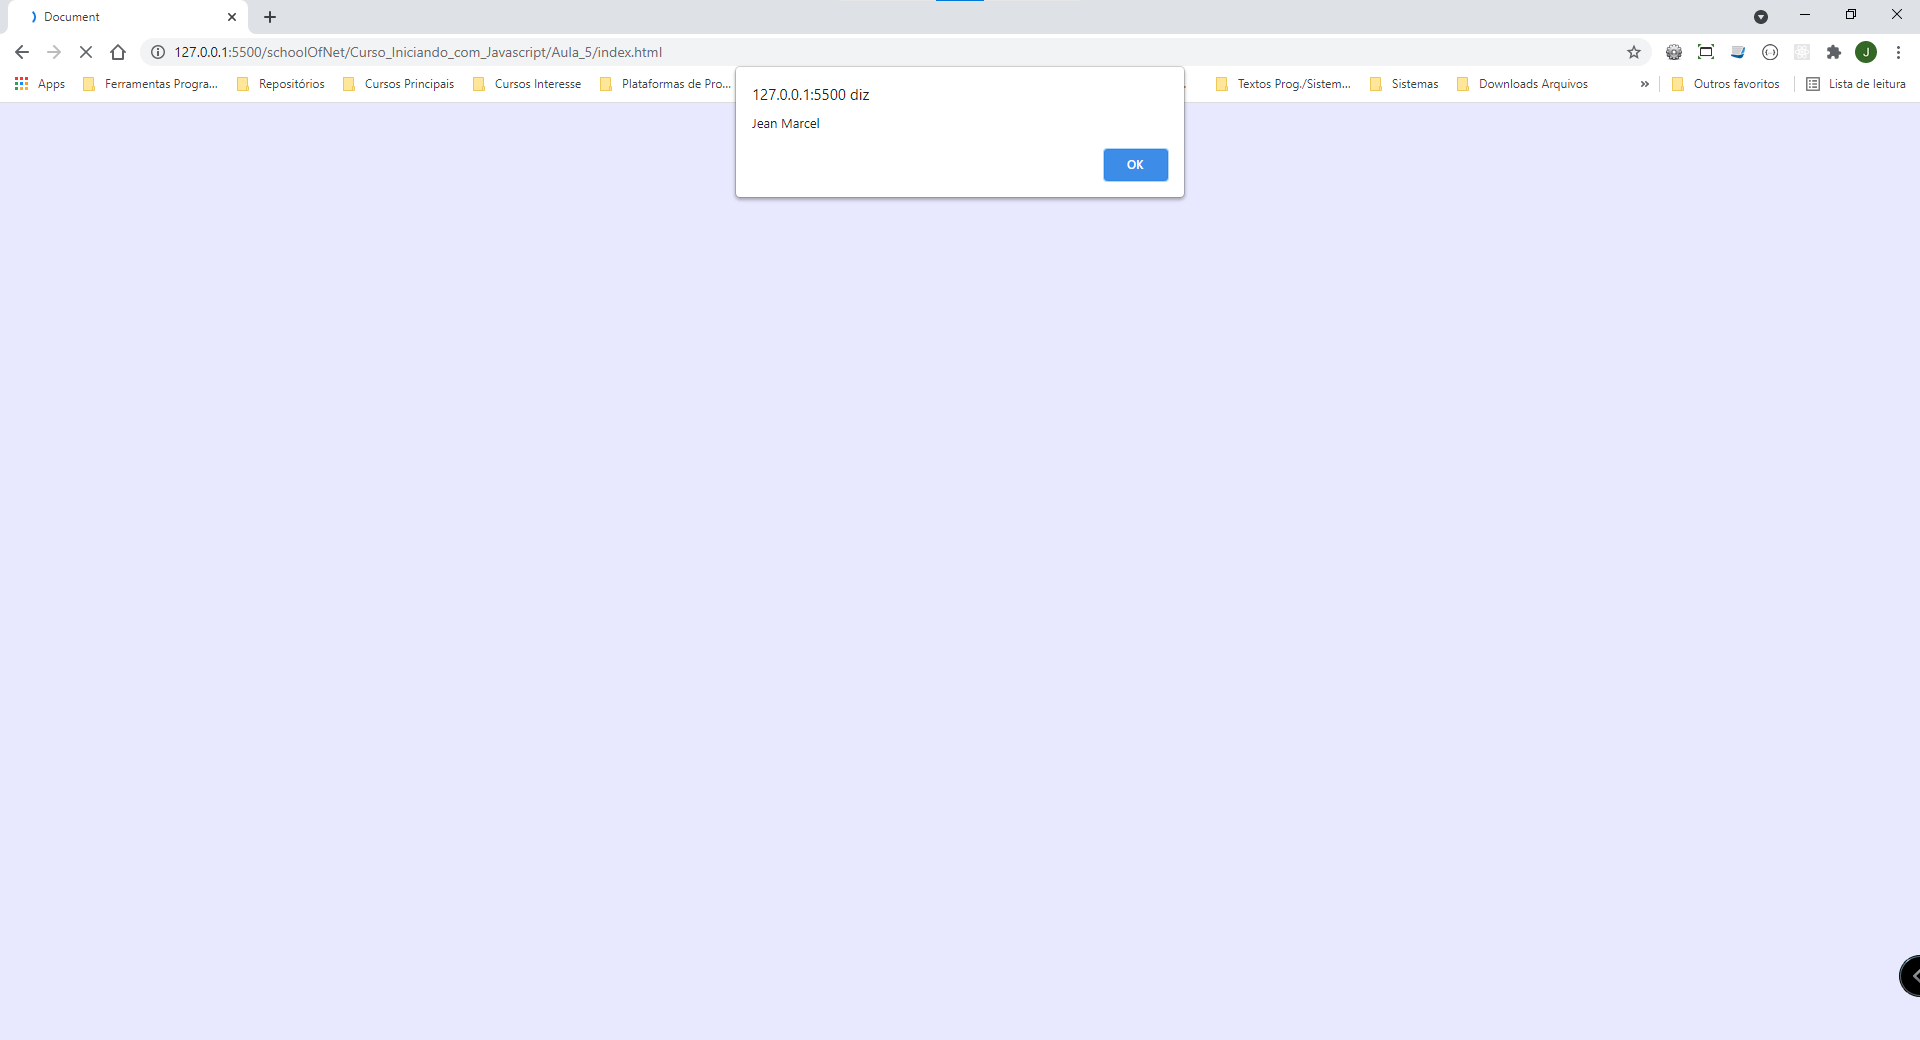 Document
127.0.0.1:5500/schoolOfNet/Curso_Iniciando_com_Javascript/Aula_5/index.html
J
Apps Ferramentas Progra... Repositórios Cursos Principais Cursos Interesse Plataformas de Pro... Textos Prog./Sistem... Sistemas Downloads Arquivos » Outros favoritos Lista de leitura
127.0.0.1:5500 diz
Jean Marcel
OK